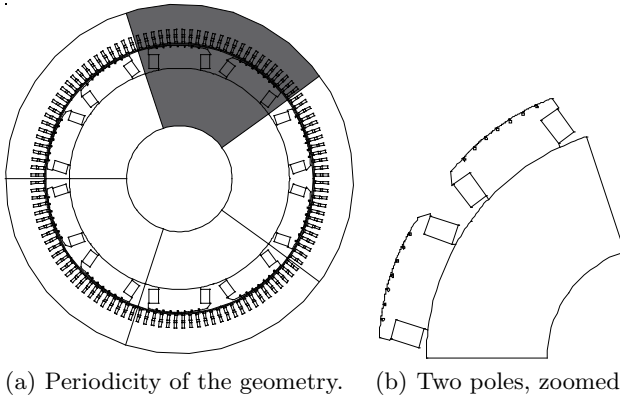 (a) Periodicity of the geometry.
(b) Two poles, zoomed